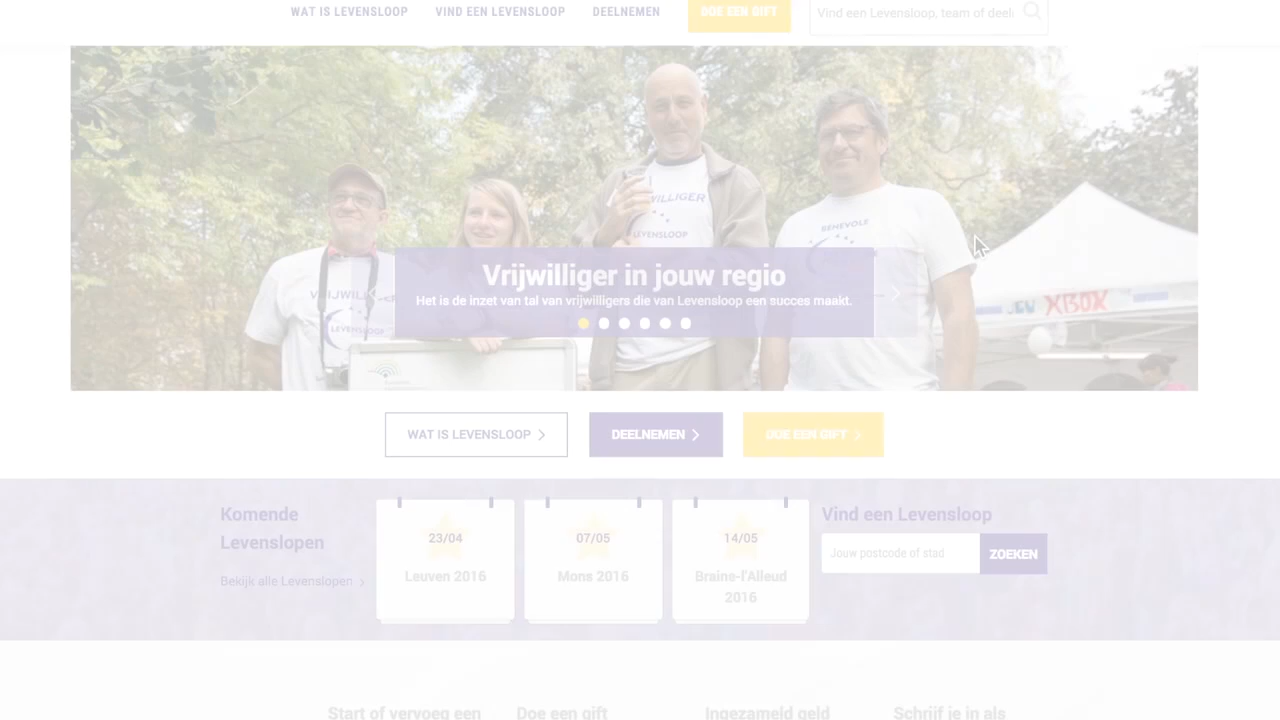 WAT IS LEVENSLOOP
VIND EEN LEVENSLOOP
DEELNEMEN
DOE EEN GIFT
Vind een Levensloop, team of deel
WILLIGER
LEVENSLOOP
BENEVOLE
LEVENSLOOP
XBOX
Vrijwilliger in jouw regio
Het is de inzet van tal van vrijwilligers die van Levensloop een succes maakt.
WAT IS LEVENSLOOP
DEELNEMEN
DOE EEN GIFT
Komende
Levenslopen
Bekijk alle Levenslopen
23/04
Leuven 2016
07/05
Mons 2016
14/05
Braine-l'Alleud
2016
Vind een Levensloop
Jouw postcode of stad
ZOEKEN
Start of vervoeg een
Doe een gift
Ingezameld geld
Schrijf je in als